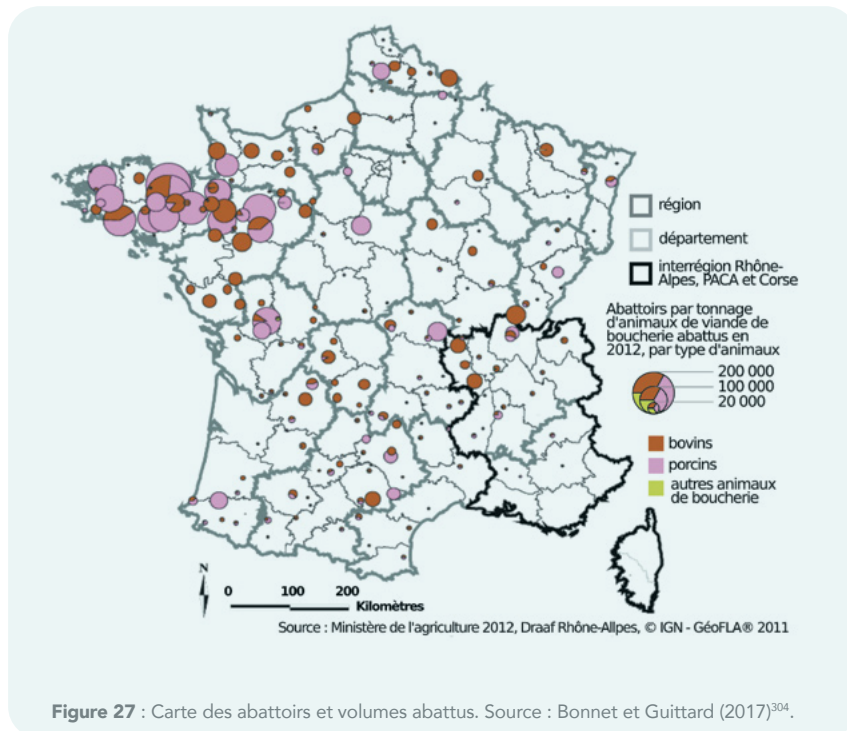 région
département
interrégion Rhône-
Alpes, PACA et Corse
Abattoirs par tonnage
d'animaux de viande de
boucherie abattus en
2012, par type d'animaux
200 000
100 000
20 000
bovins
porcins
autres animaux
de boucherie
N
0 100 200
Kilomètres
Source : Ministère de l'agriculture 2012, Draaf Rhône-Allpes, © IGN - GéoFLA® 2011
Figure 27 : Carte des abattoirs et volumes abattus. Source : Bonnet et Guittard (2017)³⁰⁴.